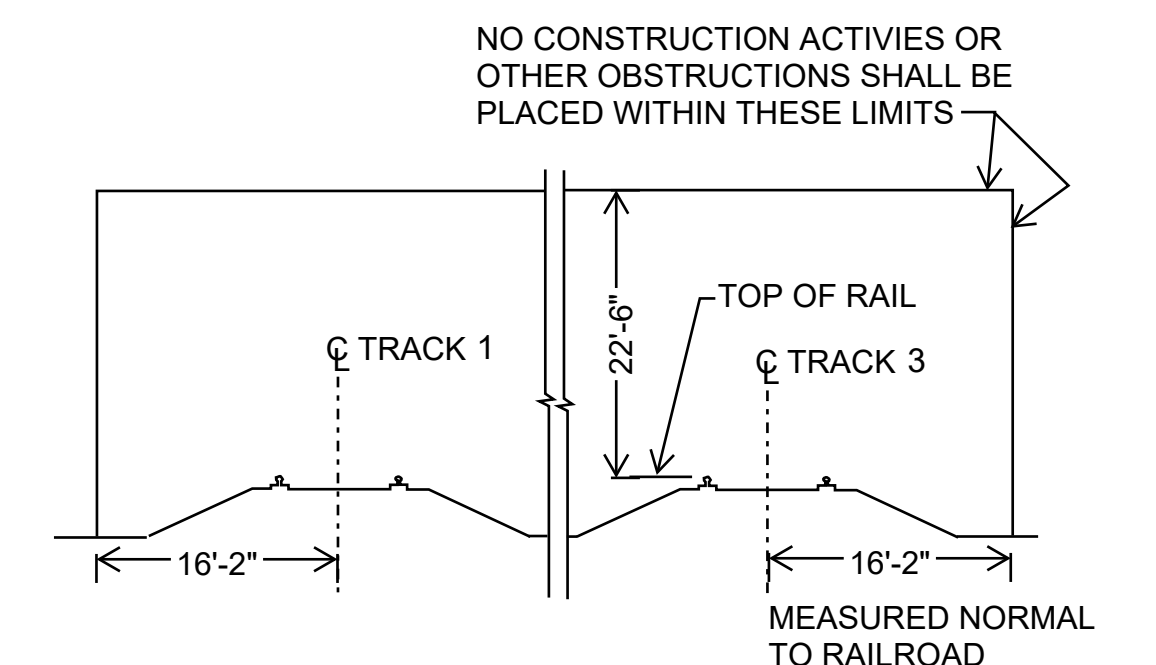 NO CONSTRUCTION ACTIVIES OR
OTHER OBSTRUCTIONS SHALL BE
PLACED WITHIN THESE LIMITS
22'-6"
TOP OF RAIL
℄ TRACK 1
℄ TRACK 3
16'-2"
16'-2"
MEASURED NORMAL
TO RAILROAD